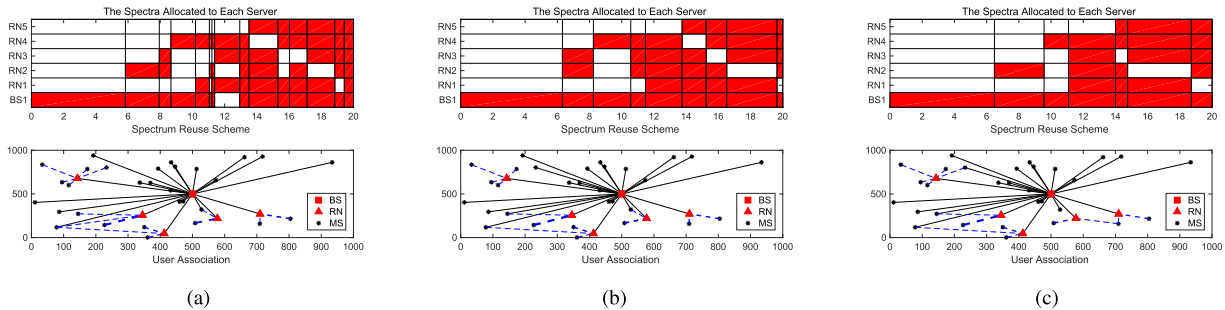 The Spectra Allocated to Each Server
RN5
RN4
RN3
RN2
RN1
BS1
0 2 4 6 8 10 12 14 16 18 20
Spectrum Reuse Scheme
1000
500
0
BS
RN
MS
0 100 200 300 400 500 600 700 800 900 1000
User Association
(a)
The Spectra Allocated to Each Server
RN5
RN4
RN3
RN2
RN1
BS1
0 2 4 6 8 10 12 14 16 18 20
Spectrum Reuse Scheme
1000
500
0
BS
RN
MS
0 100 200 300 400 500 600 700 800 900 1000
User Association
(b)
The Spectra Allocated to Each Server
RN5
RN4
RN3
RN2
RN1
BS1
0 2 4 6 8 10 12 14 16 18 20
Spectrum Reuse Scheme
1000
500
0
BS
RN
MS
0 100 200 300 400 500 600 700 800 900 1000
User Association
(c)